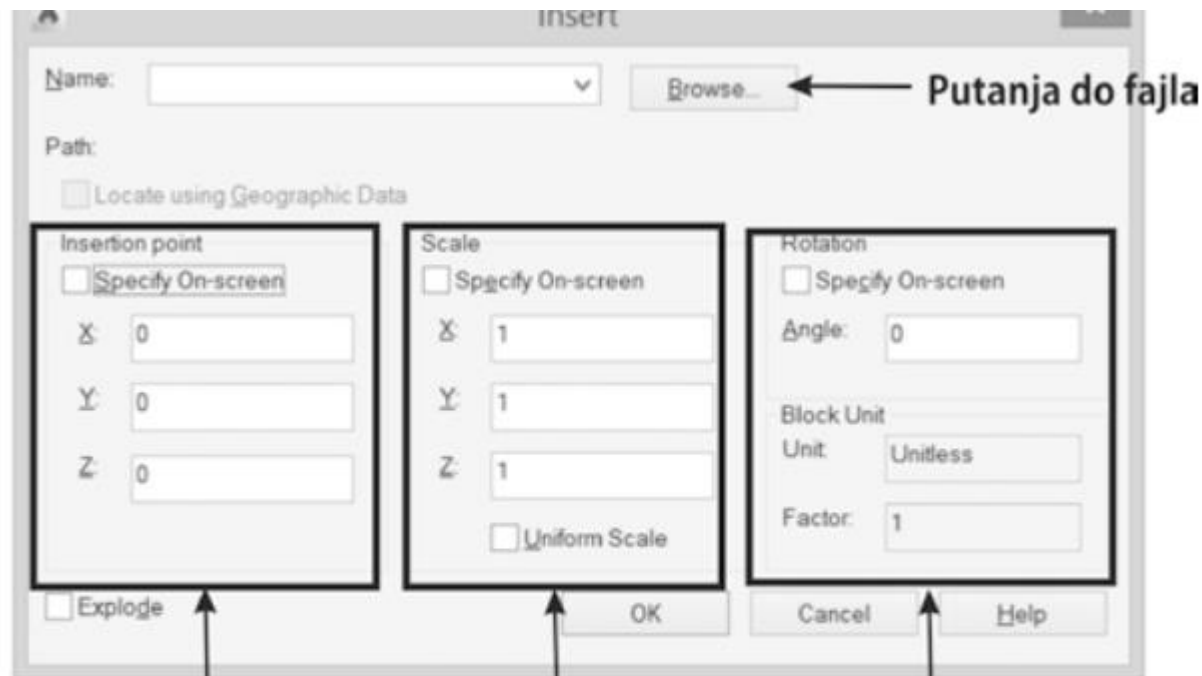 Insert
Name:
Browse...
Putanja do fajla
Path:
Locate using Geographic Data
Insertion point
Specify On-screen
X: 0
Y: 0
Z: 0
Scale
Specify On-screen
X: 1
Y: 1
Z: 1
Uniform Scale
Rotation
Specify On-screen
Angle: 0
Block Unit
Unit: Unitless
Factor: 1
Explode
OK
Cancel
Help